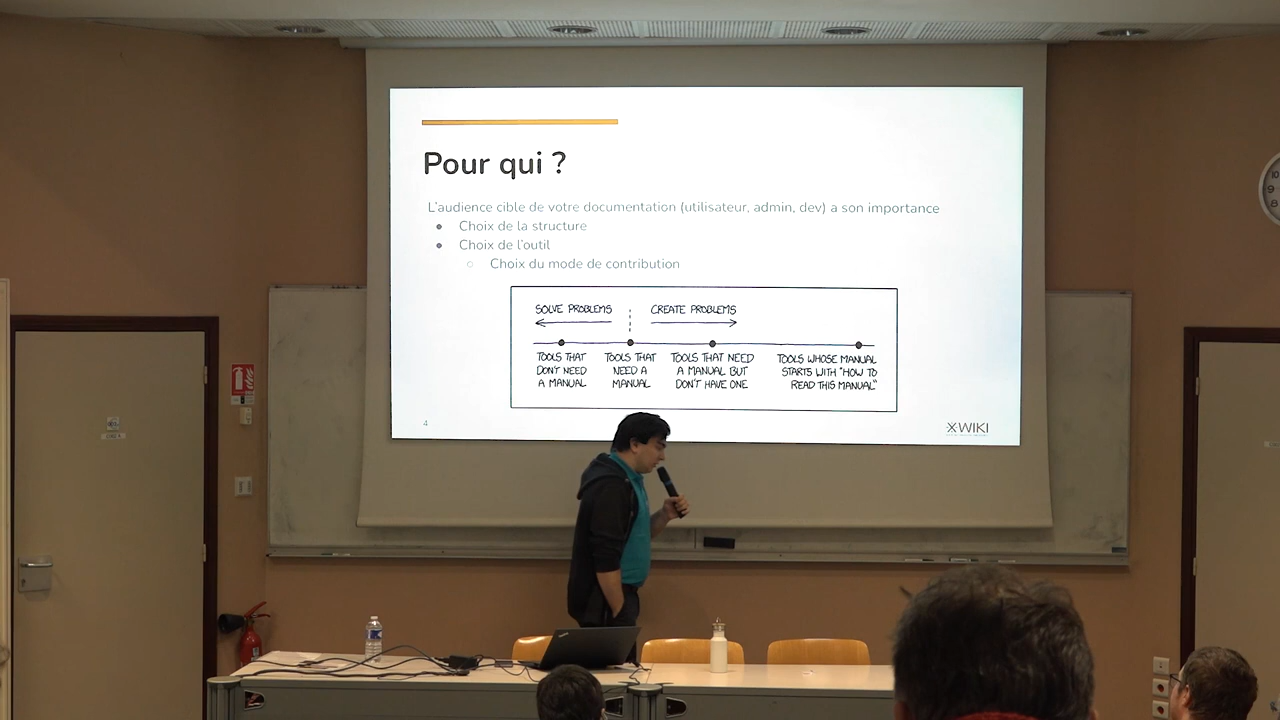 Pour qui ?
L'audience cible de votre documentation (utilisateur, admin, dev) a son importance
Choix de la structure
Choix de l'outil
Choix du mode de contribution
SOLVE PROBLEMS
CREATE PROBLEMS
TOOLS THAT
DON'T NEED
A MANUAL
TOOLS THAT
NEED A
MANUAL
TOOLS THAT NEED
A MANUAL BUT
DON'T HAVE ONE
TOOLS WHOSE MANUAL
STARTS WITH "HOW TO
READ THIS MANUAL"
4
XWIKI
10
9
8